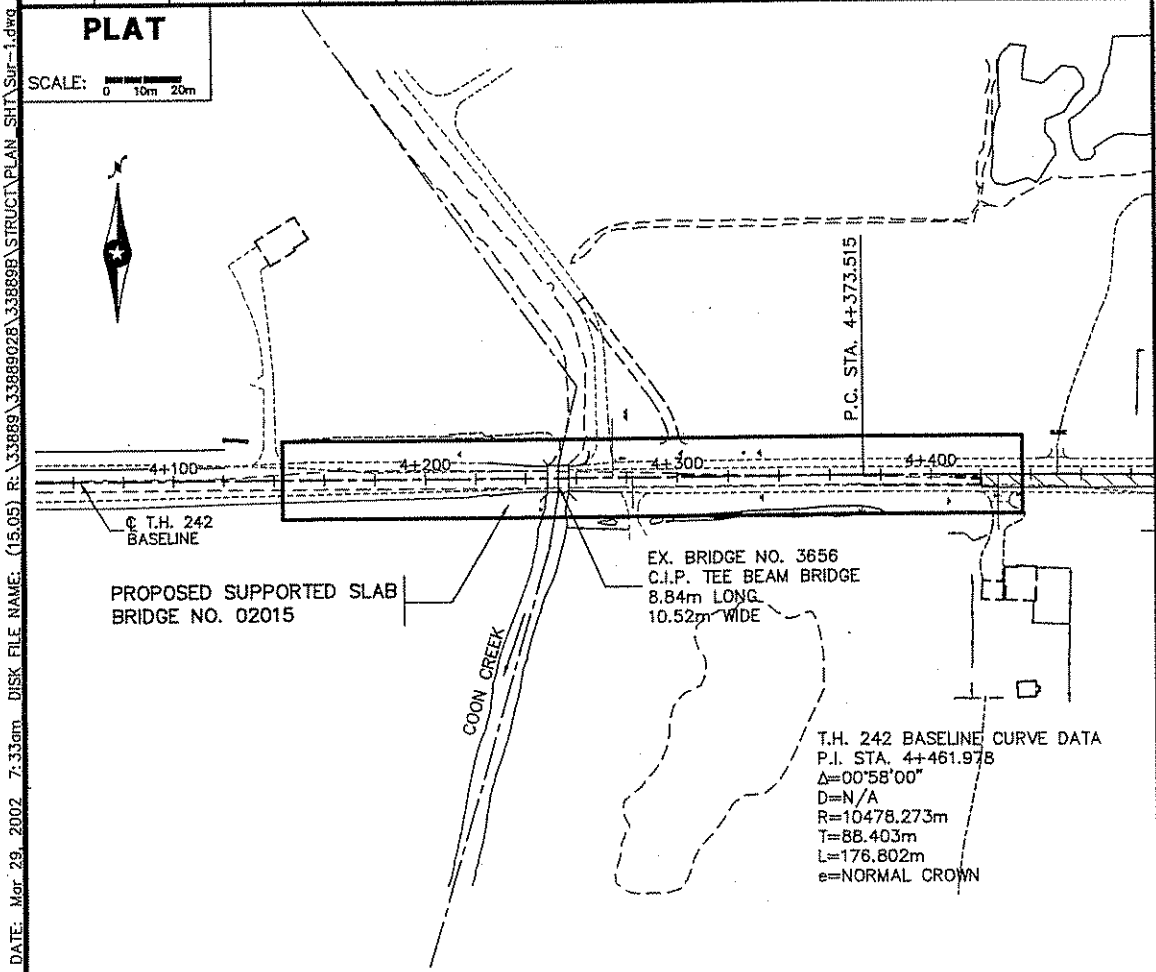 PLAT
SCALE:
0 10m 20m
N
P.C. STA. 4+373.515
4+100 4+200 4+300 4+400
℄ T.H. 242
BASELINE
PROPOSED SUPPORTED SLAB
BRIDGE NO. 02015
EX. BRIDGE NO. 3656
C.I.P. TEE BEAM BRIDGE
8.84m LONG
10.52m WIDE
COON CREEK
T.H. 242 BASELINE CURVE DATA
P.I. STA. 4+461.978
Δ=00°58'00"
D=N/A
R=10478.273m
T=88.403m
L=176.802m
e=NORMAL CROWN
DATE: Mar 29, 2002 7:33am DISK FILE NAME: (15.05) R:\33889\33889028\33889B\STRUCT\PLAN_SHT\Sur-1.dwg